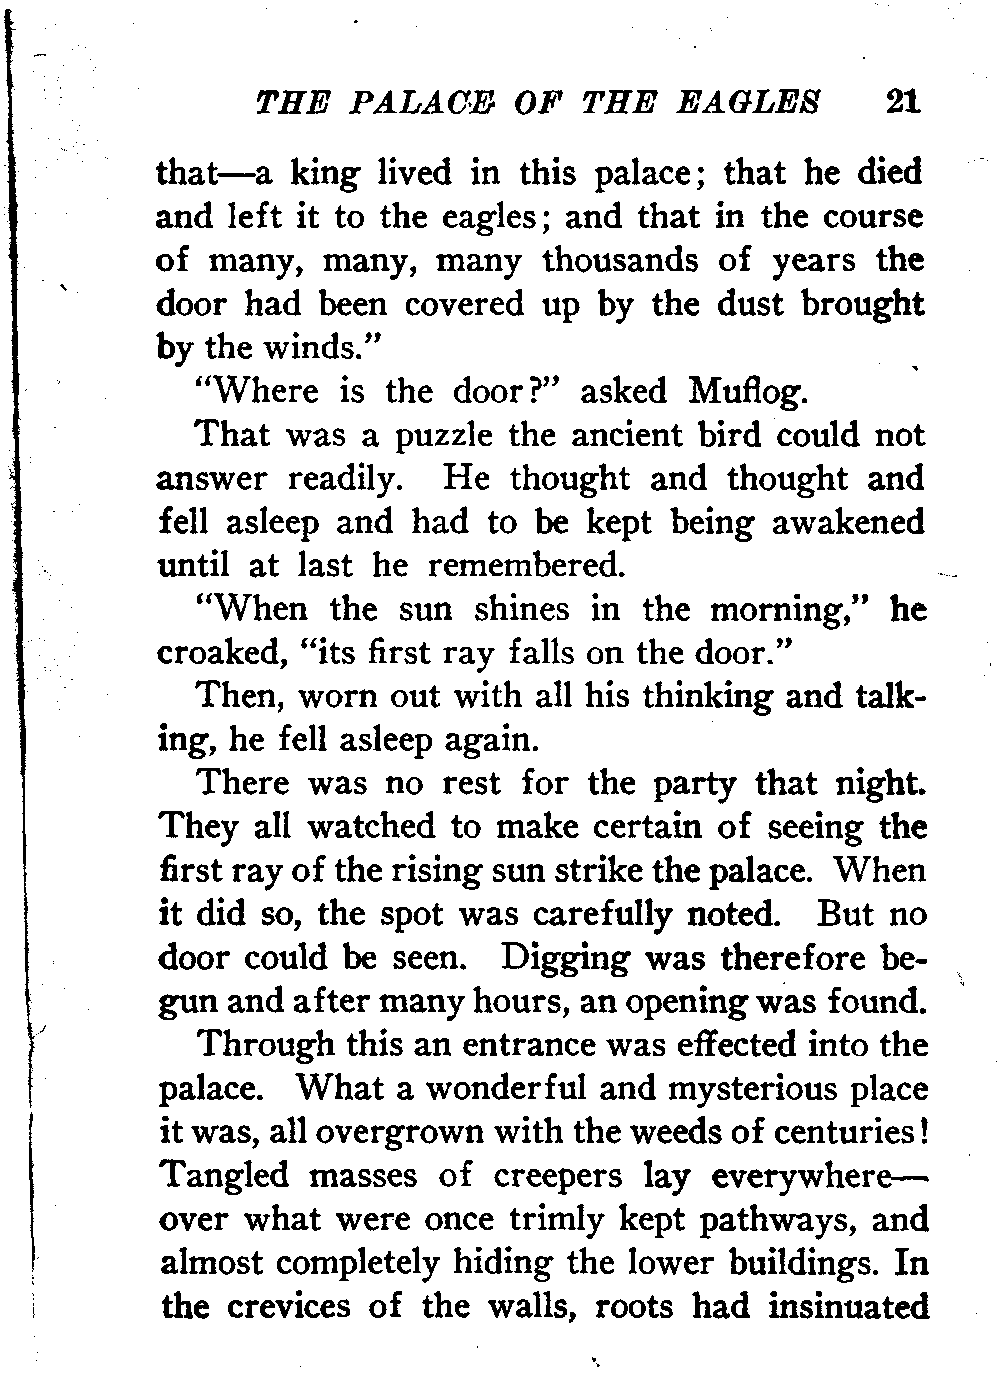 THE PALACE OF THE EAGLES 21
that—a king lived in this palace; that he died
and left it to the eagles; and that in the course
of many, many, many thousands of years the
door had been covered up by the dust brought
by the winds.”
“Where is the door?” asked Muflog.
That was a puzzle the ancient bird could not
answer readily. He thought and thought and
fell asleep and had to be kept being awakened
until at last he remembered.
“When the sun shines in the morning,” he
croaked, “its first ray falls on the door.”
Then, worn out with all his thinking and talk-
ing, he fell asleep again.
There was no rest for the party that night.
They all watched to make certain of seeing the
first ray of the rising sun strike the palace. When
it did so, the spot was carefully noted. But no
door could be seen. Digging was therefore be-
gun and after many hours, an opening was found.
Through this an entrance was effected into the
palace. What a wonderful and mysterious place
it was, all overgrown with the weeds of centuries!
Tangled masses of creepers lay everywhere—
over what were once trimly kept pathways, and
almost completely hiding the lower buildings. In
the crevices of the walls, roots had insinuated